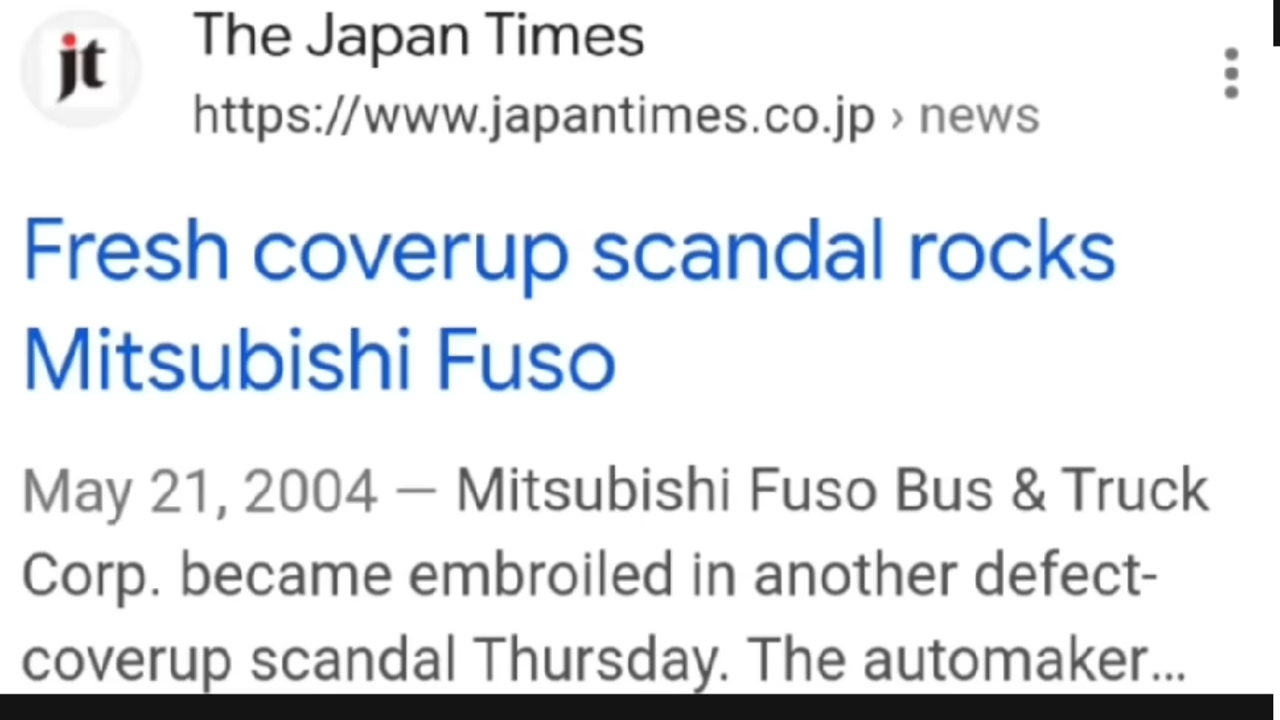 jt
The Japan Times
https://www.japantimes.co.jp › news
Fresh coverup scandal rocks
Mitsubishi Fuso
May 21, 2004 — Mitsubishi Fuso Bus & Truck
Corp. became embroiled in another defect-
coverup scandal Thursday. The automaker...